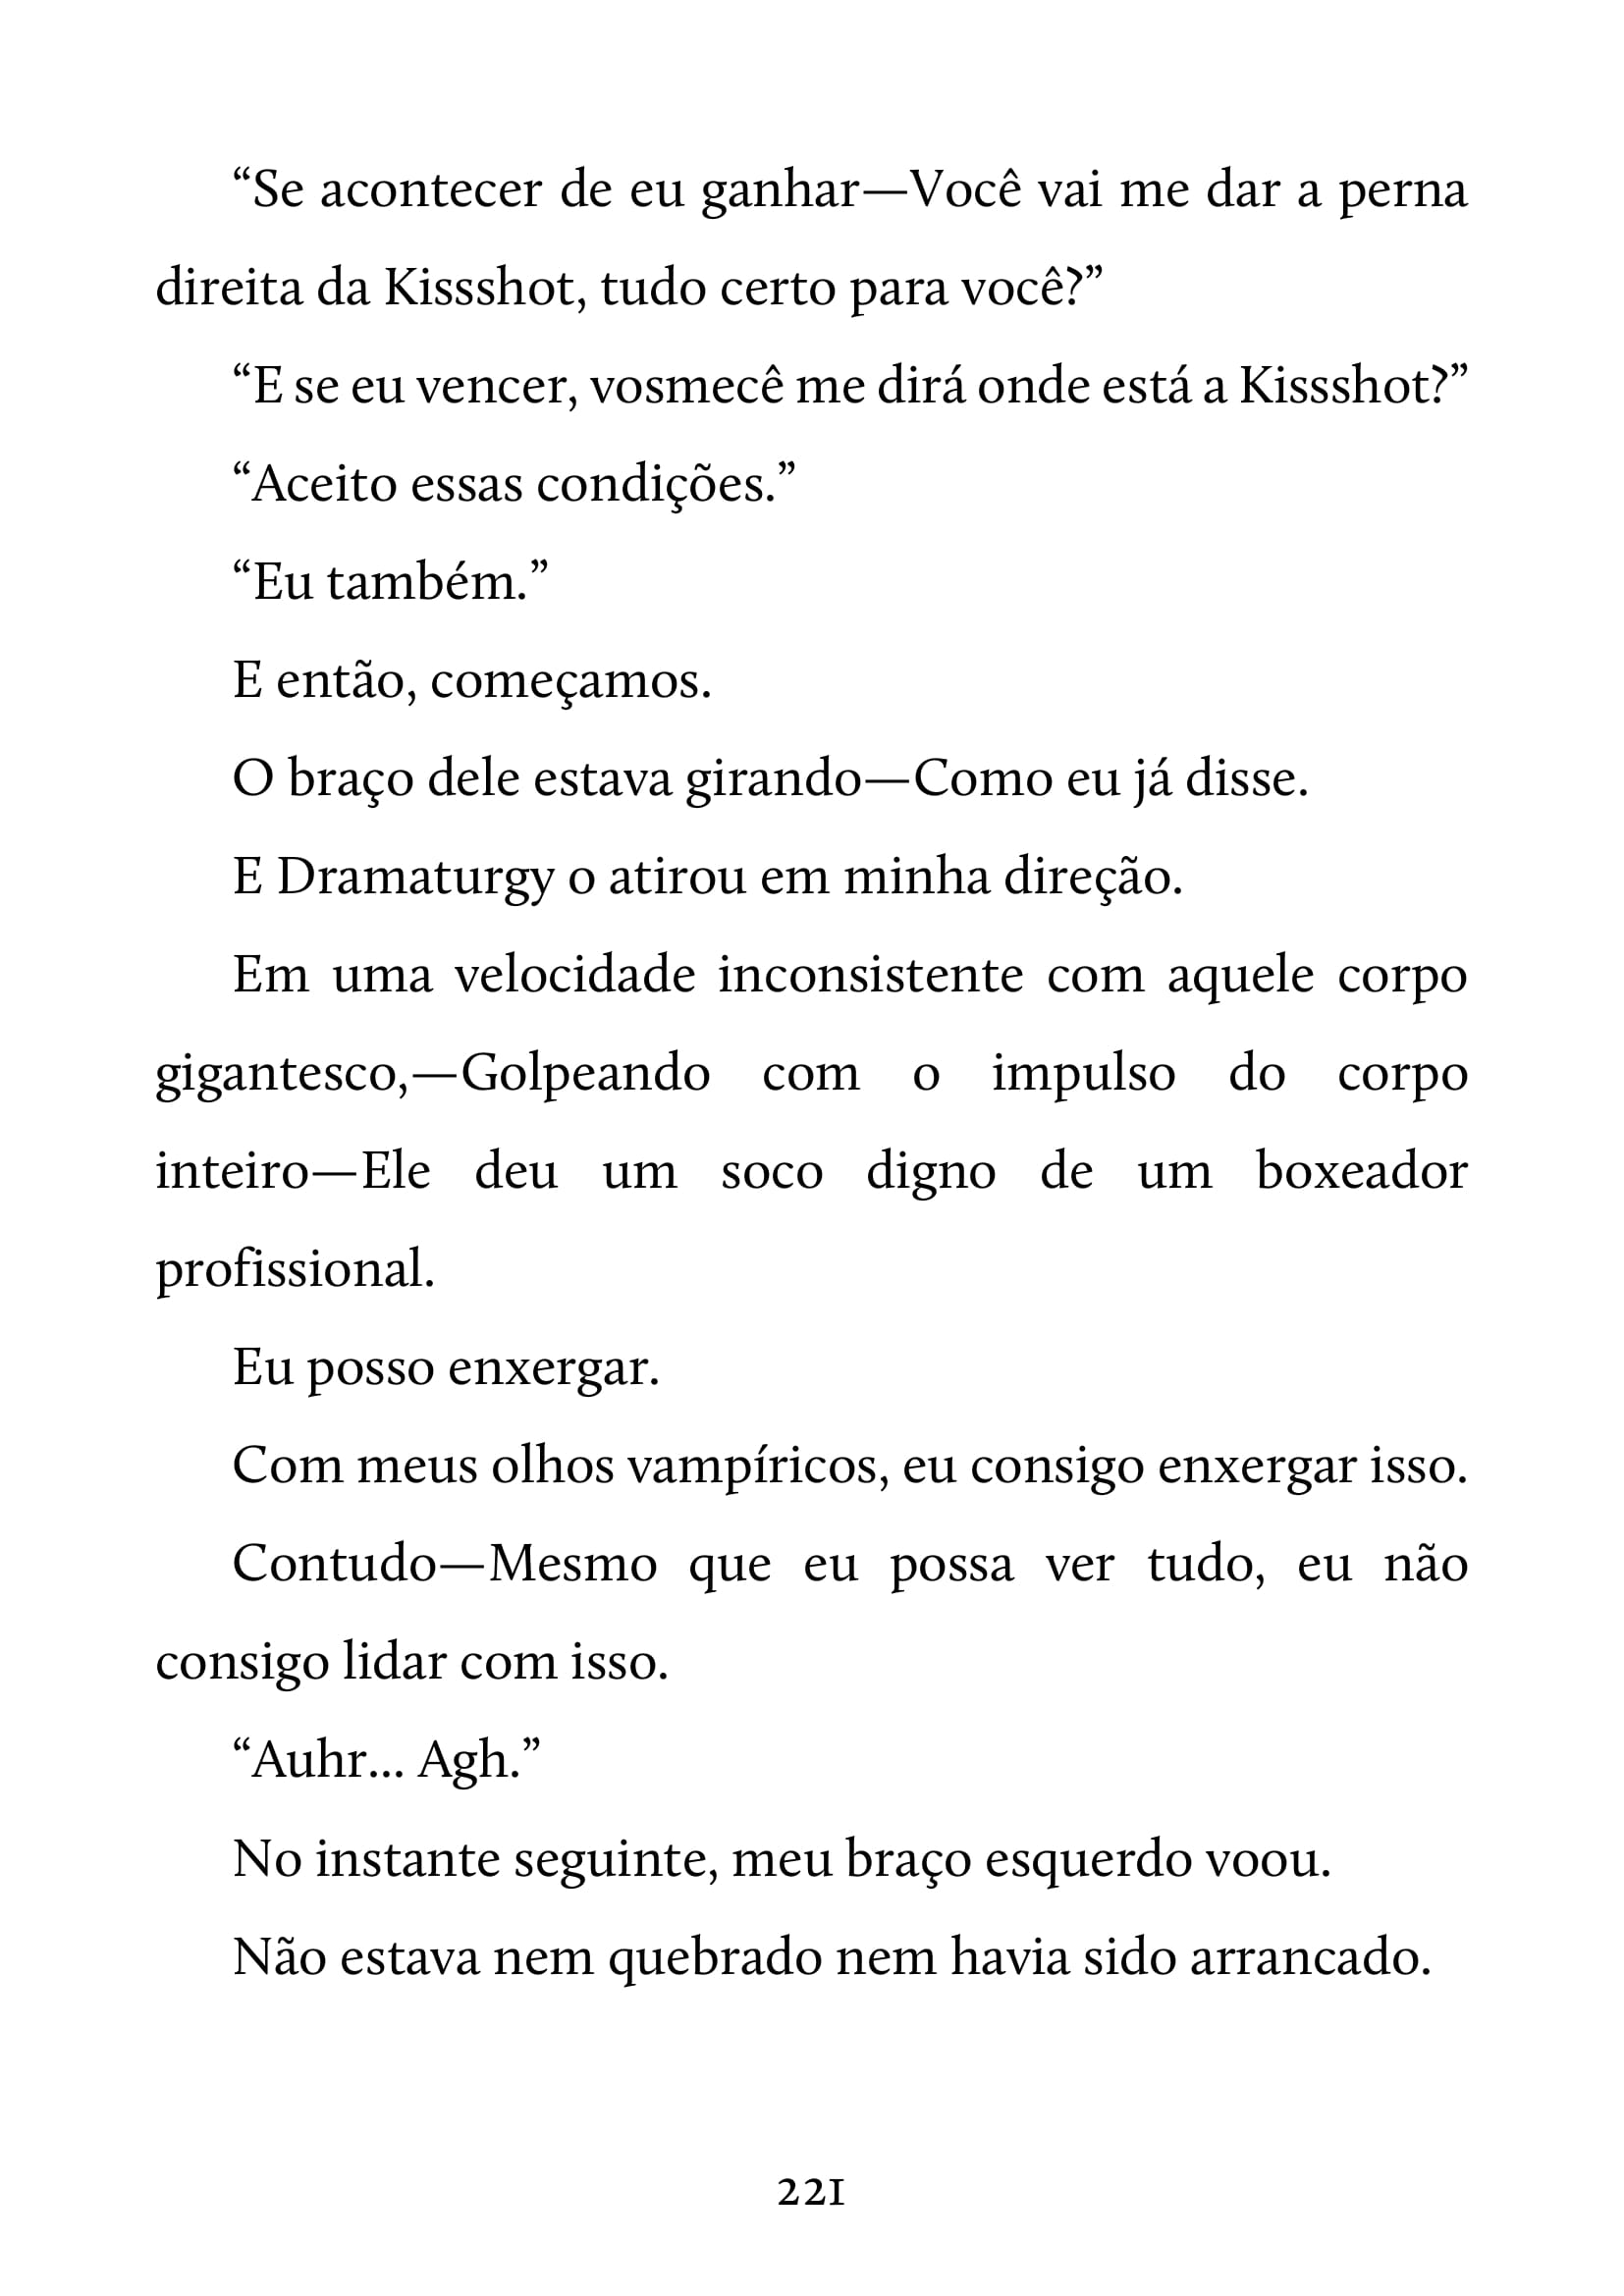 “Se acontecer de eu ganhar—Você vai me dar a perna
direita da Kissshot, tudo certo para você?”
“E se eu vencer, vosmecê me dirá onde está a Kissshot?”
“Aceito essas condições.”
“Eu também.”
E então, começamos.
O braço dele estava girando—Como eu já disse.
E Dramaturgy o atirou em minha direção.
Em uma velocidade inconsistente com aquele corpo
gigantesco,—Golpeando com o impulso do corpo
inteiro—Ele deu um soco digno de um boxeador
profissional.
Eu posso enxergar.
Com meus olhos vampíricos, eu consigo enxergar isso.
Contudo—Mesmo que eu possa ver tudo, eu não
consigo lidar com isso.
“Auhr... Agh.”
No instante seguinte, meu braço esquerdo voou.
Não estava nem quebrado nem havia sido arrancado.
221